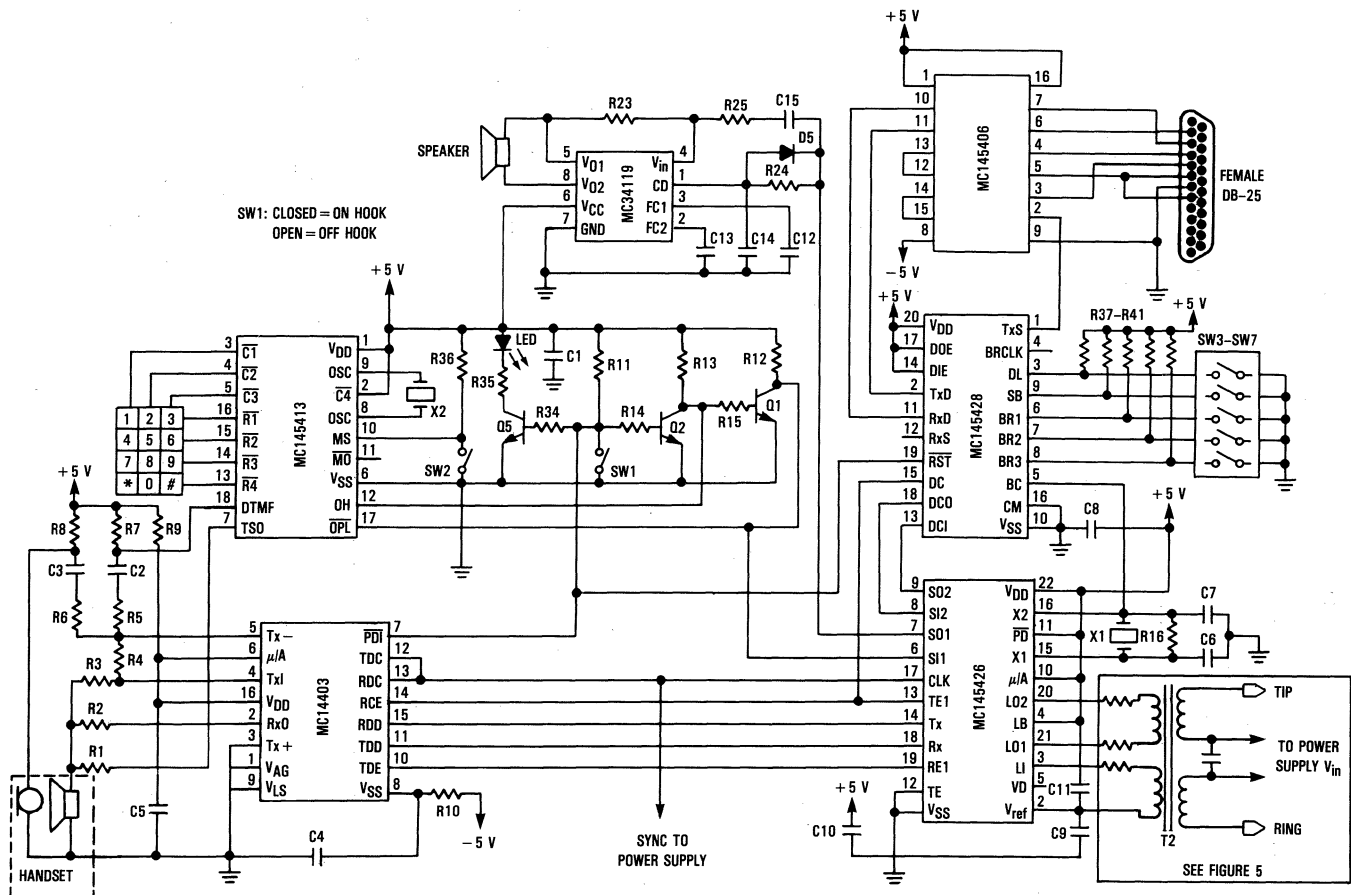 +5 V
MC145406
1
10
11
13
12
14
15
8
16
7
6
4
5
3
2
9
-5 V
FEMALE
DB-25
SPEAKER
R23
R25
C15
D5
R24
MC34119
5 VO1
8 VO2
6 VCC
7 GND
Vin 4
CD 1
FC1 3
FC2 2
C13
C14
C12
SW1: CLOSED = ON HOOK
OPEN = OFF HOOK
+5 V
MC145413
3 C1
4 C2
5 C3
16 R1
15 R2
14 R3
13 R4
18 DTMF
7 TSO
VDD 1
OSC 9
C4 2
OSC 8
MS 10
MO 11
VSS 6
OH 12
OPL 17
X2
1 2 3
4 5 6
7 8 9
* 0 #
R36
LED
R35
C1
R11
R13
R12
Q5
R34
R14
Q2
R15
Q1
SW2
SW1
+5 V
MC145428
20 VDD
17 DOE
14 DIE
2 TxD
11 RxD
12 RxS
19 RST
15 DC
18 DCO
13 DCI
TxS 1
BRCLK 4
DL 3
SB 9
BR1 6
BR2 7
BR3 8
BC 5
CM 16
VSS 10
R37–R41
+5 V
SW3–SW7
C8
+5 V
+5 V
R8
R7
R9
C3
C2
R6
R5
R3
R4
R2
R1
C5
HANDSET
MC14403
5 Tx-
6 μ/A
4 TxI
16 VDD
2 RxO
3 Tx+
1 VAG
9 VLS
PDI 7
TDC 12
RDC 13
RCE 14
RDD 15
TDD 11
TDE 10
VSS 8
R10
-5 V
C4
SYNC TO
POWER SUPPLY
MC145426
9 SO2
8 SI2
7 SO1
6 SI1
17 CLK
13 TE1
14 Tx
18 Rx
19 RE1
12 TE
VSS
VDD 22
X2 16
PD 11
X1 15
μ/A 10
LO2 20
LB 4
LO1 21
LI 3
VD 5
Vref 2
X1
R16
C7
C6
+5 V
C10
C11
C9
T2
TIP
TO POWER
SUPPLY Vin
RING
SEE FIGURE 5